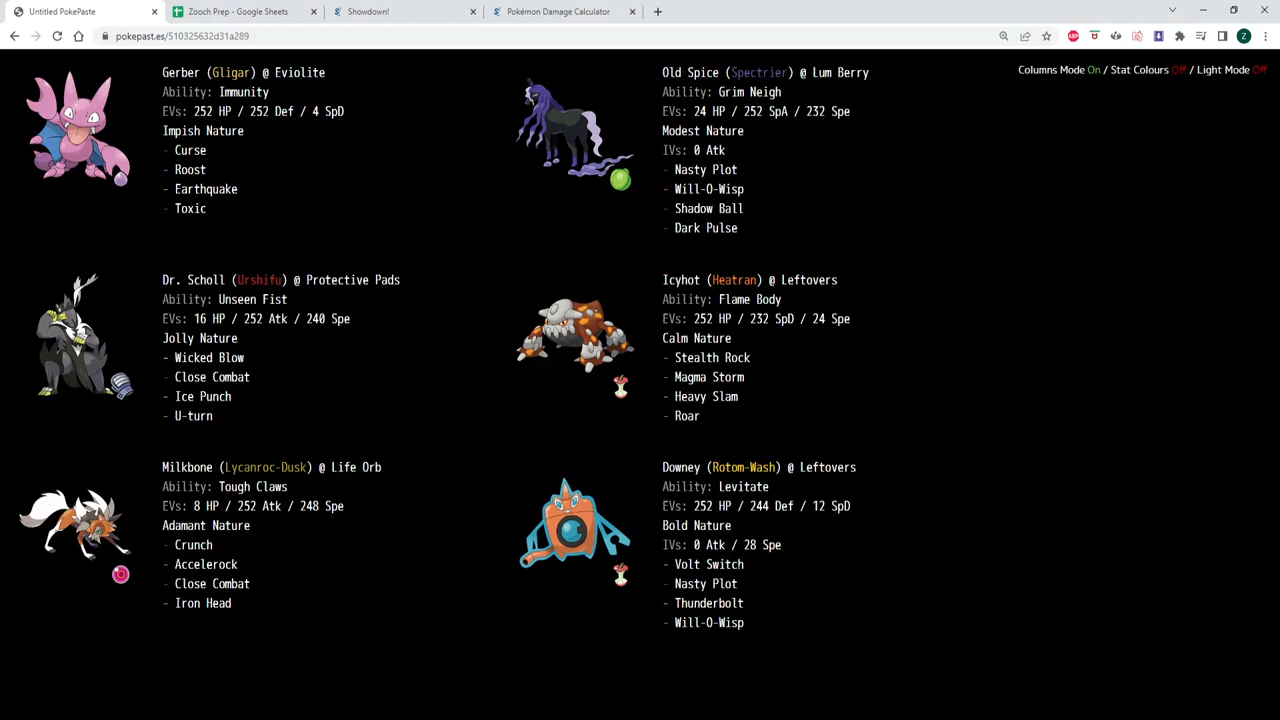 Untitled PokePaste
Zooch Prep - Google Sheets
Showdown!
Pokémon Damage Calculator
pokepast.es/510325632d31a289
ABP
Z
Columns Mode On / Stat Colours Off / Light Mode Off
Gerber (Gligar) @ Eviolite
Ability: Immunity
EVs: 252 HP / 252 Def / 4 SpD
Impish Nature
- Curse
- Roost
- Earthquake
- Toxic
Old Spice (Spectrier) @ Lum Berry
Ability: Grim Neigh
EVs: 24 HP / 252 SpA / 232 Spe
Modest Nature
IVs: 0 Atk
- Nasty Plot
- Will-O-Wisp
- Shadow Ball
- Dark Pulse
Dr. Scholl (Urshifu) @ Protective Pads
Ability: Unseen Fist
EVs: 16 HP / 252 Atk / 240 Spe
Jolly Nature
- Wicked Blow
- Close Combat
- Ice Punch
- U-turn
Icyhot (Heatran) @ Leftovers
Ability: Flame Body
EVs: 252 HP / 232 SpD / 24 Spe
Calm Nature
- Stealth Rock
- Magma Storm
- Heavy Slam
- Roar
Milkbone (Lycanroc-Dusk) @ Life Orb
Ability: Tough Claws
EVs: 8 HP / 252 Atk / 248 Spe
Adamant Nature
- Crunch
- Accelerock
- Close Combat
- Iron Head
Downey (Rotom-Wash) @ Leftovers
Ability: Levitate
EVs: 252 HP / 244 Def / 12 SpD
Bold Nature
IVs: 0 Atk / 28 Spe
- Volt Switch
- Nasty Plot
- Thunderbolt
- Will-O-Wisp